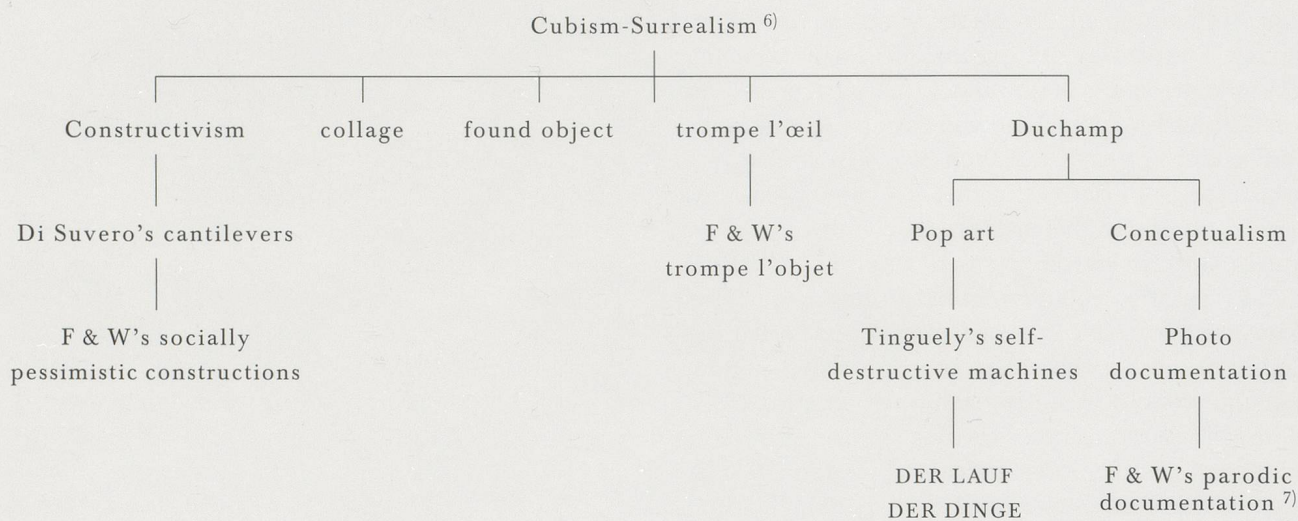 Cubism-Surrealism 6)
Constructivism collage found object trompe l'œil Duchamp
Di Suvero's cantilevers F & W's Pop art Conceptualism
trompe l'objet
F & W's socially Tinguely's self- Photo
pessimistic constructions destructive machines documentation
DER LAUF F & W's parodic
DER DINGE documentation 7)